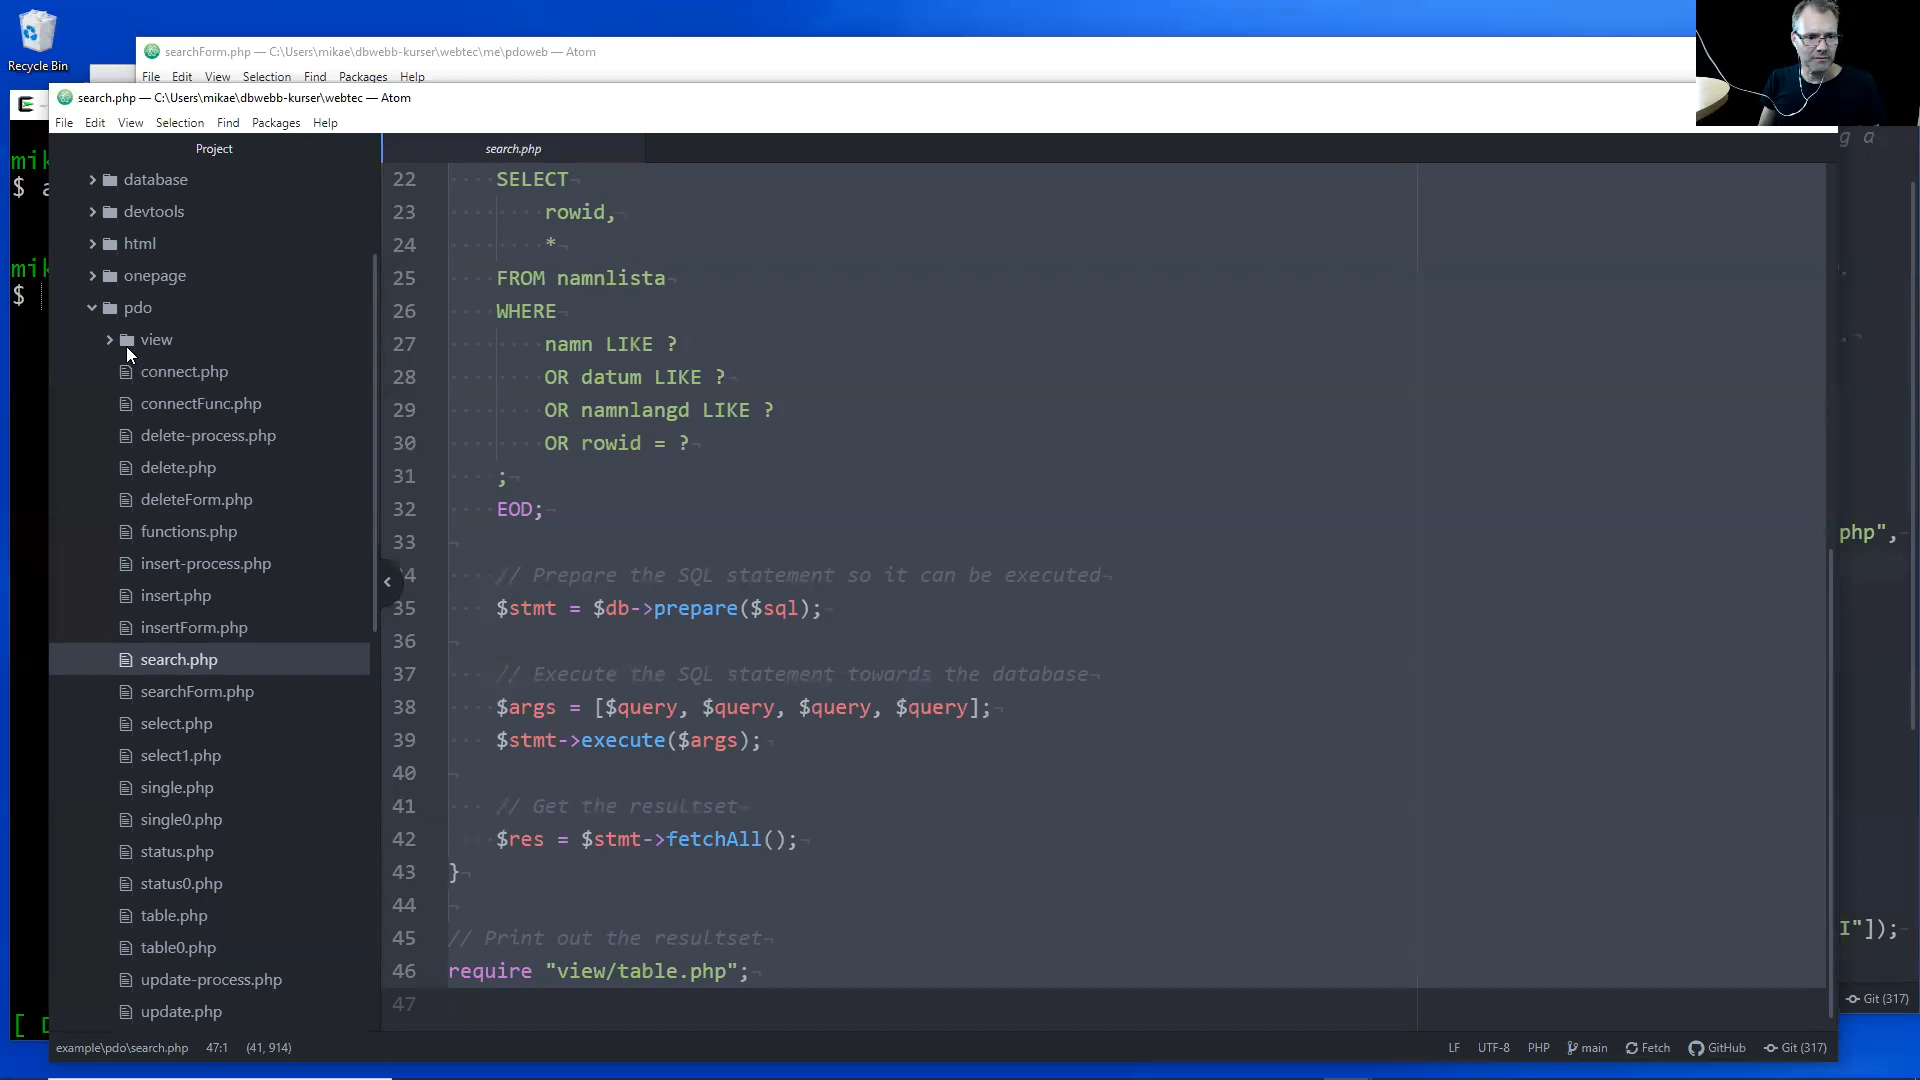 Recycle Bin
searchForm.php — C:\Users\mikae\dbwebb-kurser\webtec\me\pdoweb — Atom
File Edit View Selection Find Packages Help
search.php — C:\Users\mikae\dbwebb-kurser\webtec — Atom
File Edit View Selection Find Packages Help
Project
search.php
database
devtools
html
onepage
pdo
view
connect.php
connectFunc.php
delete-process.php
delete.php
deleteForm.php
functions.php
insert-process.php
insert.php
insertForm.php
search.php
searchForm.php
select.php
select1.php
single.php
single0.php
status.php
status0.php
table.php
table0.php
update-process.php
update.php
22 SELECT
23 rowid,
24 *
25 FROM namnlista
26 WHERE
27 namn LIKE ?
28 OR datum LIKE ?
29 OR namnlangd LIKE ?
30 OR rowid = ?
31 ;
32 EOD;
33
34 // Prepare the SQL statement so it can be executed
35 $stmt = $db->prepare($sql);
36
37 // Execute the SQL statement towards the database
38 $args = [$query, $query, $query, $query];
39 $stmt->execute($args);
40
41 // Get the resultset
42 $res = $stmt->fetchAll();
43 }
44
45 // Print out the resultset
46 require "view/table.php";
47
example\pdo\search.php 47:1 (41, 914)
LF UTF-8 PHP main Fetch GitHub Git (317)
mik
$ a
mik
$
g a
php",
I"]);
Git (317)